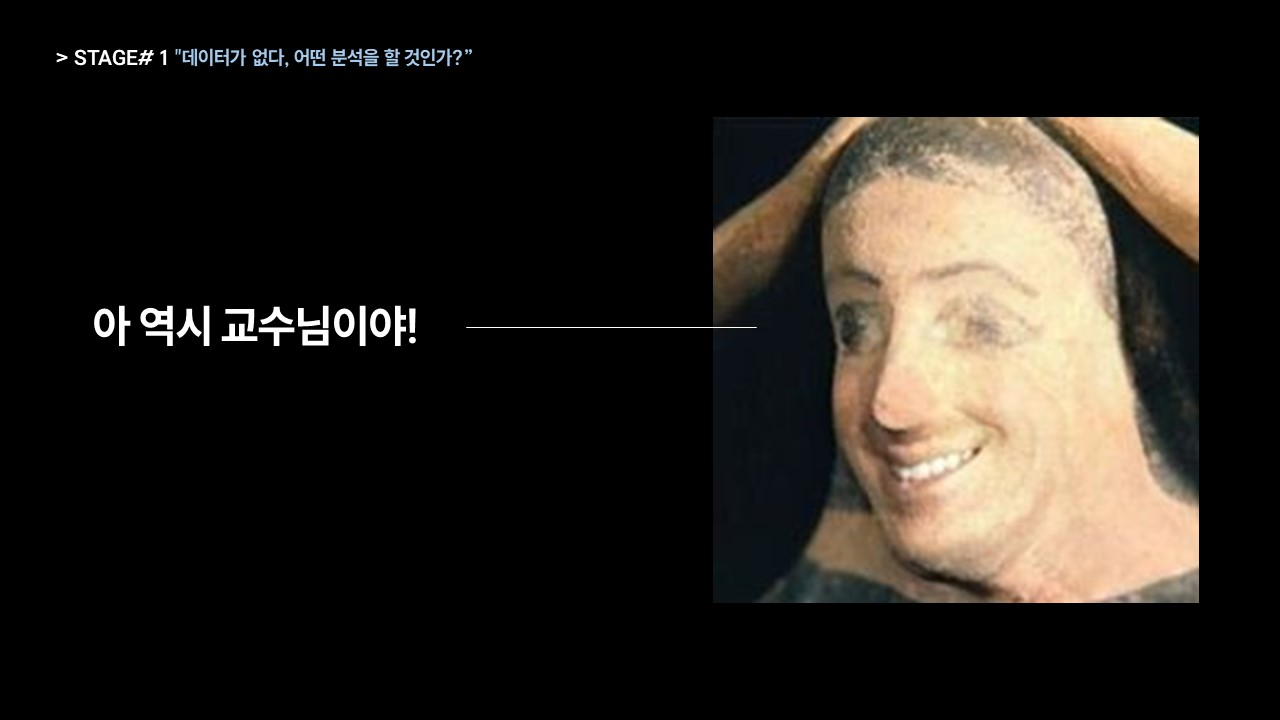 > STAGE# 1 "데이터가 없다, 어떤 분석을 할 것인가?”
아 역시 교수님이야!